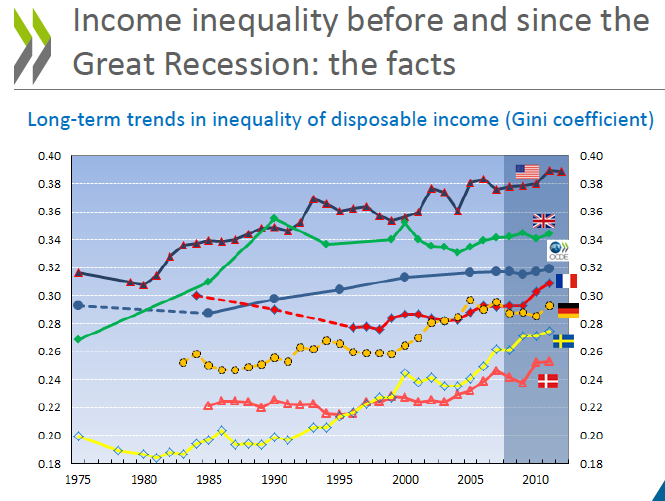 Income inequality before and since the
Great Recession: the facts
Long-term trends in inequality of disposable income (Gini coefficient)
0.40 0.40
0.38 0.38
0.36 0.36
0.34 0.34
OCDE
0.32 0.32
0.30 0.30
0.28 0.28
0.26 0.26
0.24 0.24
0.22 0.22
0.20 0.20
0.18 0.18
1975 1980 1985 1990 1995 2000 2005 2010